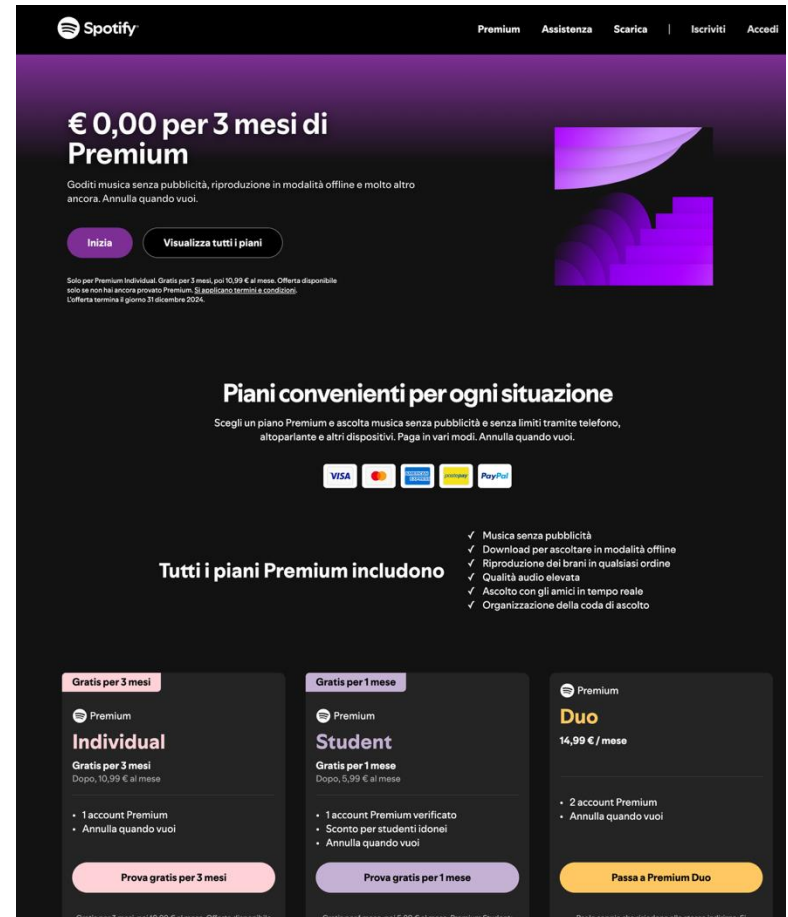 Spotify
Premium Assistenza Scarica | Iscriviti Accedi
€ 0,00 per 3 mesi di
Premium
Goditi musica senza pubblicità, riproduzione in modalità offline e molto altro
ancora. Annulla quando vuoi.
Inizia
Visualizza tutti i piani
Solo per Premium Individual. Gratis per 3 mesi, poi 10,99 € al mese. Offerta disponibile
solo se non hai ancora provato Premium. Si applicano termini e condizioni.
L'offerta termina il giorno 31 dicembre 2024.
Piani convenienti per ogni situazione
Scegli un piano Premium e ascolta musica senza pubblicità e senza limiti tramite telefono,
altoparlante e altri dispositivi. Paga in vari modi. Annulla quando vuoi.
VISA
AMERICAN
EXPRESS
postepay
PayPal
Tutti i piani Premium includono
✓ Musica senza pubblicità
✓ Download per ascoltare in modalità offline
✓ Riproduzione dei brani in qualsiasi ordine
✓ Qualità audio elevata
✓ Ascolto con gli amici in tempo reale
✓ Organizzazione della coda di ascolto
Gratis per 3 mesi
Premium
Individual
Gratis per 3 mesi
Dopo, 10,99 € al mese
• 1 account Premium
• Annulla quando vuoi
Prova gratis per 3 mesi
Gratis per 1 mese
Premium
Student
Gratis per 1 mese
Dopo, 5,99 € al mese
• 1 account Premium verificato
• Sconto per studenti idonei
• Annulla quando vuoi
Prova gratis per 1 mese
Premium
Duo
14,99 € / mese
• 2 account Premium
• Annulla quando vuoi
Passa a Premium Duo